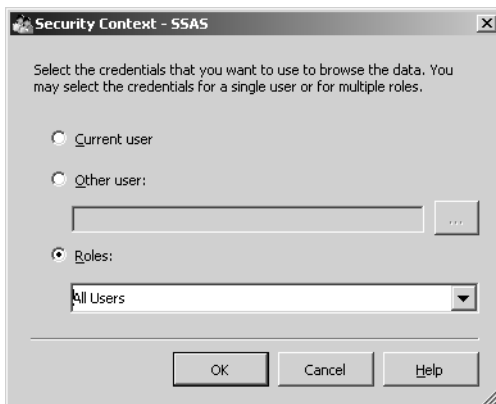 Security Context - SSAS
Select the credentials that you want to use to browse the data. You
may select the credentials for a single user or for multiple roles.
Current user
Other user:
...
Roles:
All Users
OK
Cancel
Help